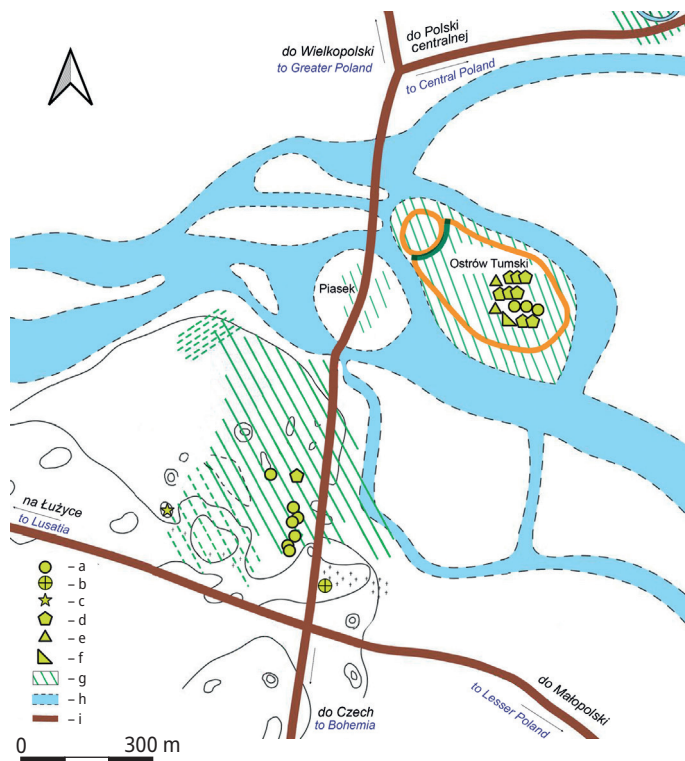 do Wielkopolski
to Greater Poland
do Polski
centralnej
to Central Poland
Ostrów Tumski
Piasek
na Łużyce
to Lusatia
– a
– b
– c
– d
– e
– f
– g
– h
– i
do Czech
to Bohemia
do Małopolski
to Lesser Poland
0 300 m